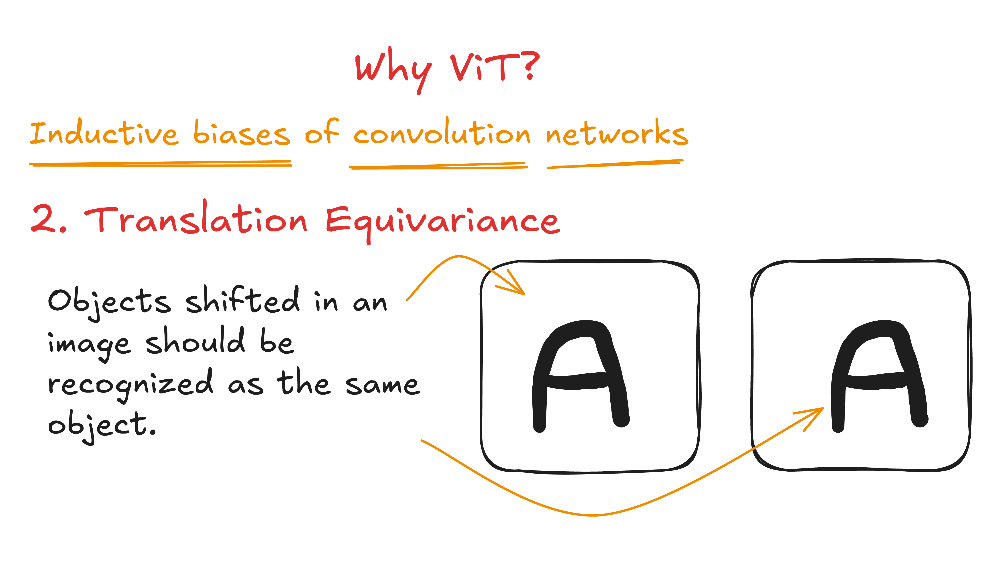 Why ViT?
Inductive biases of convolution networks
2. Translation Equivariance
Objects shifted in an
image should be
recognized as the same
object.
A
A